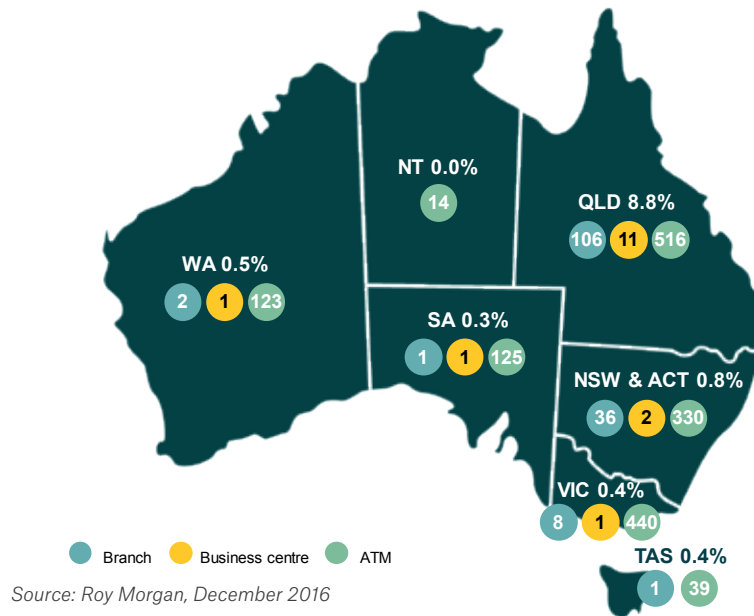 NT 0.0%
14
QLD 8.8%
106 11 516
WA 0.5%
2 1 123
SA 0.3%
1 1 125
NSW & ACT 0.8%
36 2 330
VIC 0.4%
8 1 440
Branch Business centre ATM
TAS 0.4%
1 39
Source: Roy Morgan, December 2016